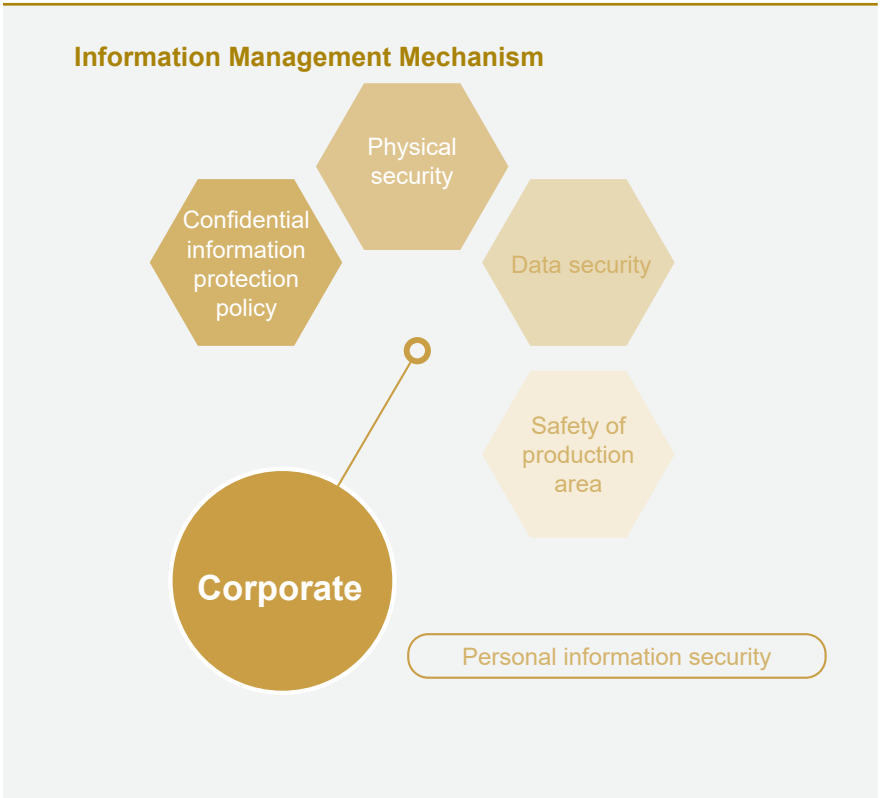 Information Management Mechanism
Physical
security
Confidential
information
protection
policy
Data security
Safety of
production
area
Corporate
Personal information security